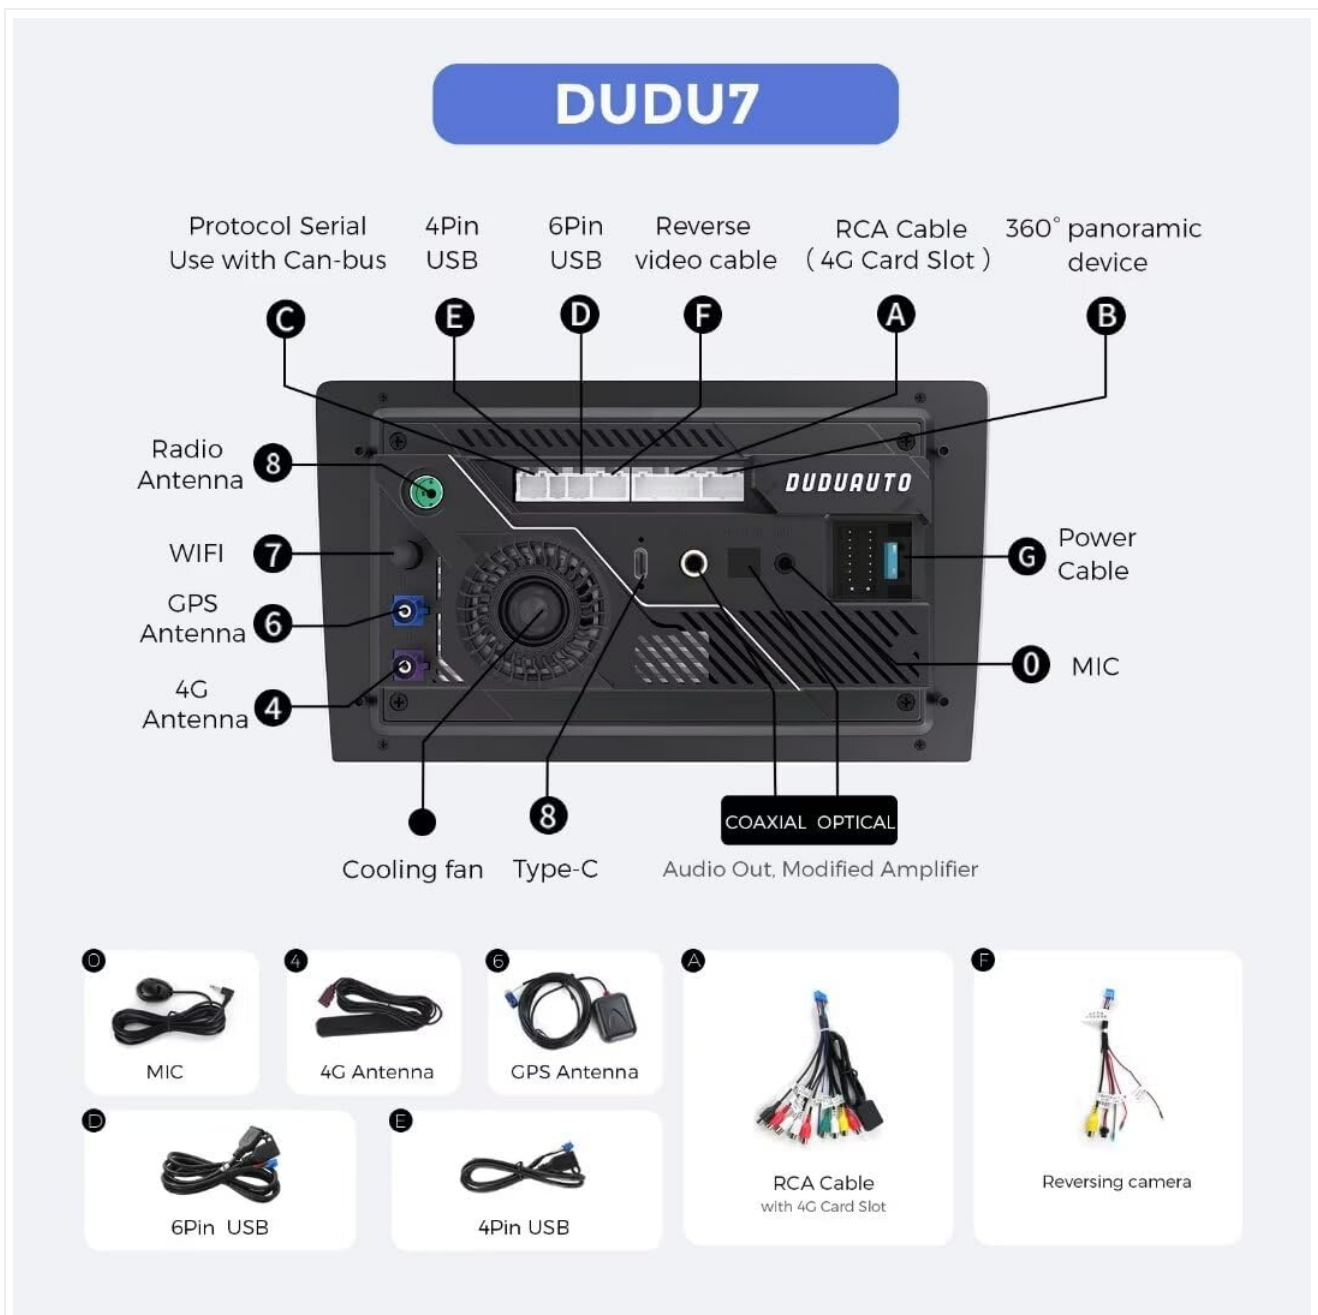 DUDU7
Protocol Serial
Use with Can-bus
4Pin
USB
6Pin
USB
Reverse
video cable
RCA Cable
( 4G Card Slot )
360° panoramic
device
C
E
D
F
A
B
Radio
Antenna
8
DUDUAUTO
WIFI
7
G
Power
Cable
GPS
Antenna
6
0
MIC
4G
Antenna
4
8
COAXIAL OPTICAL
Cooling fan
Type-C
Audio Out, Modified Amplifier
0
MIC
4
4G Antenna
6
GPS Antenna
A
RCA Cable
with 4G Card Slot
F
Reversing camera
D
6Pin USB
E
4Pin USB